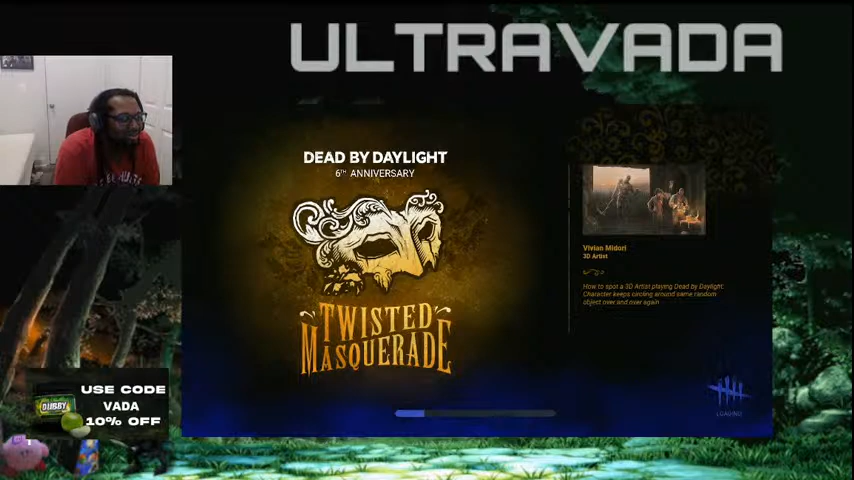 ULTRAVADA
DEAD BY DAYLIGHT
6TH ANNIVERSARY
TWISTED
MASQUERADE
Vivian Midori
3D Artist
How to spot a 3D Artist playing Dead by Daylight:
Character keeps circling around same random
object over and over again
LOADING
DUBBY
USE CODE
VADA
10% OFF